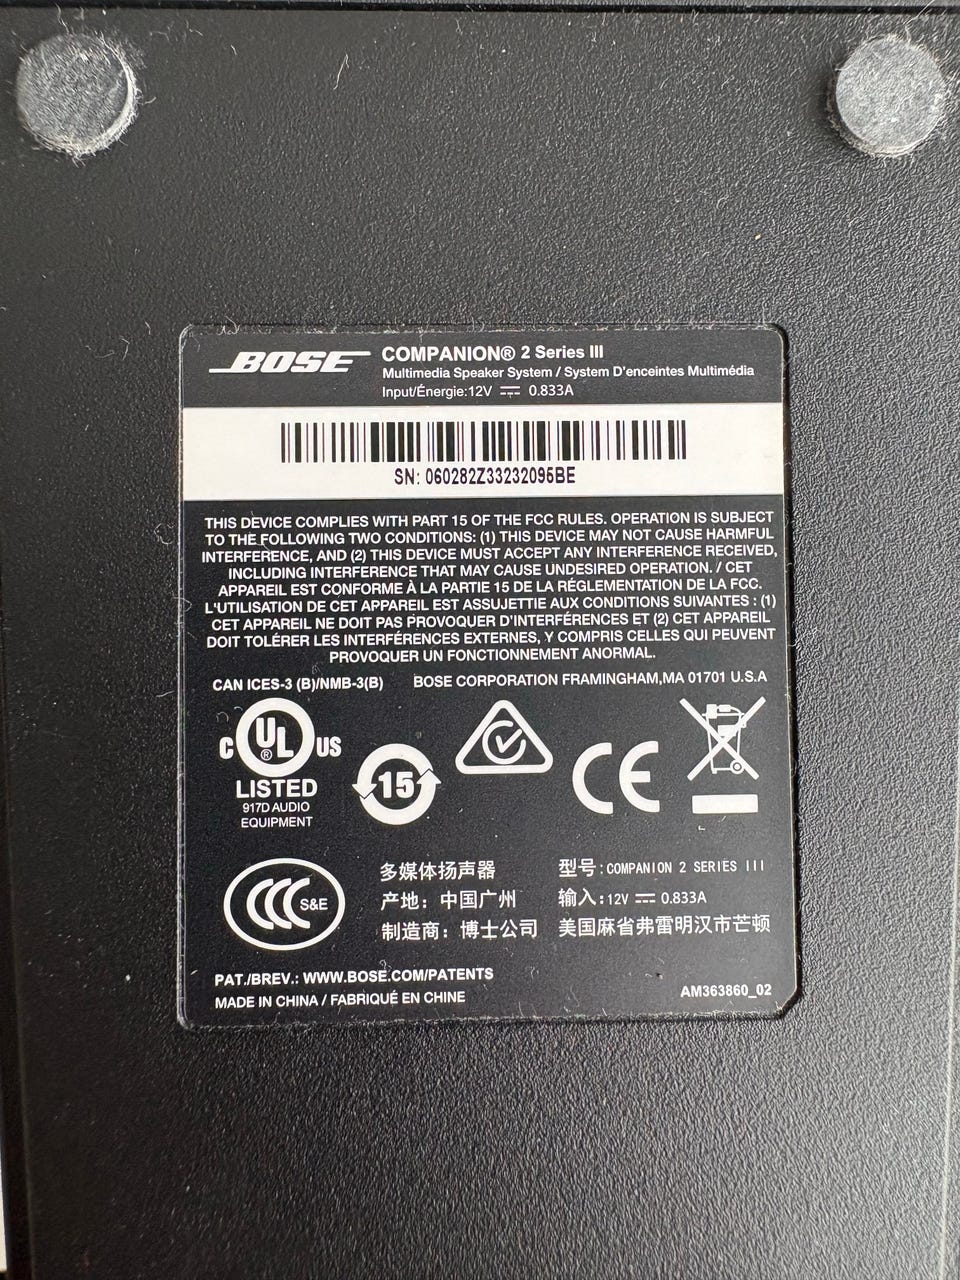 BOSE
COMPANION® 2 Series III
Multimedia Speaker System / System D'enceintes Multimédia
Input/Énergie:12V ⎓ 0.833A
SN: 060282Z33232095BE
THIS DEVICE COMPLIES WITH PART 15 OF THE FCC RULES. OPERATION IS SUBJECT
TO THE FOLLOWING TWO CONDITIONS: (1) THIS DEVICE MAY NOT CAUSE HARMFUL
INTERFERENCE, AND (2) THIS DEVICE MUST ACCEPT ANY INTERFERENCE RECEIVED,
INCLUDING INTERFERENCE THAT MAY CAUSE UNDESIRED OPERATION. / CET
APPAREIL EST CONFORME À LA PARTIE 15 DE LA RÉGLEMENTATION DE LA FCC.
L'UTILISATION DE CET APPAREIL EST ASSUJETTIE AUX CONDITIONS SUIVANTES : (1)
CET APPAREIL NE DOIT PAS PROVOQUER D'INTERFÉRENCES ET (2) CET APPAREIL
DOIT TOLÉRER LES INTERFÉRENCES EXTERNES, Y COMPRIS CELLES QUI PEUVENT
PROVOQUER UN FONCTIONNEMENT ANORMAL.
CAN ICES-3 (B)/NMB-3(B) BOSE CORPORATION FRAMINGHAM,MA 01701 U.S.A
C UL ® US
LISTED
917D AUDIO
EQUIPMENT
15
CE
CCC S&E
多媒体扬声器 型号:COMPANION 2 SERIES III
产地: 中国广州 输入:12V ⎓ 0.833A
制造商: 博士公司 美国麻省弗雷明汉市芒顿
PAT./BREV.: WWW.BOSE.COM/PATENTS
MADE IN CHINA / FABRIQUÉ EN CHINE
AM363860_02